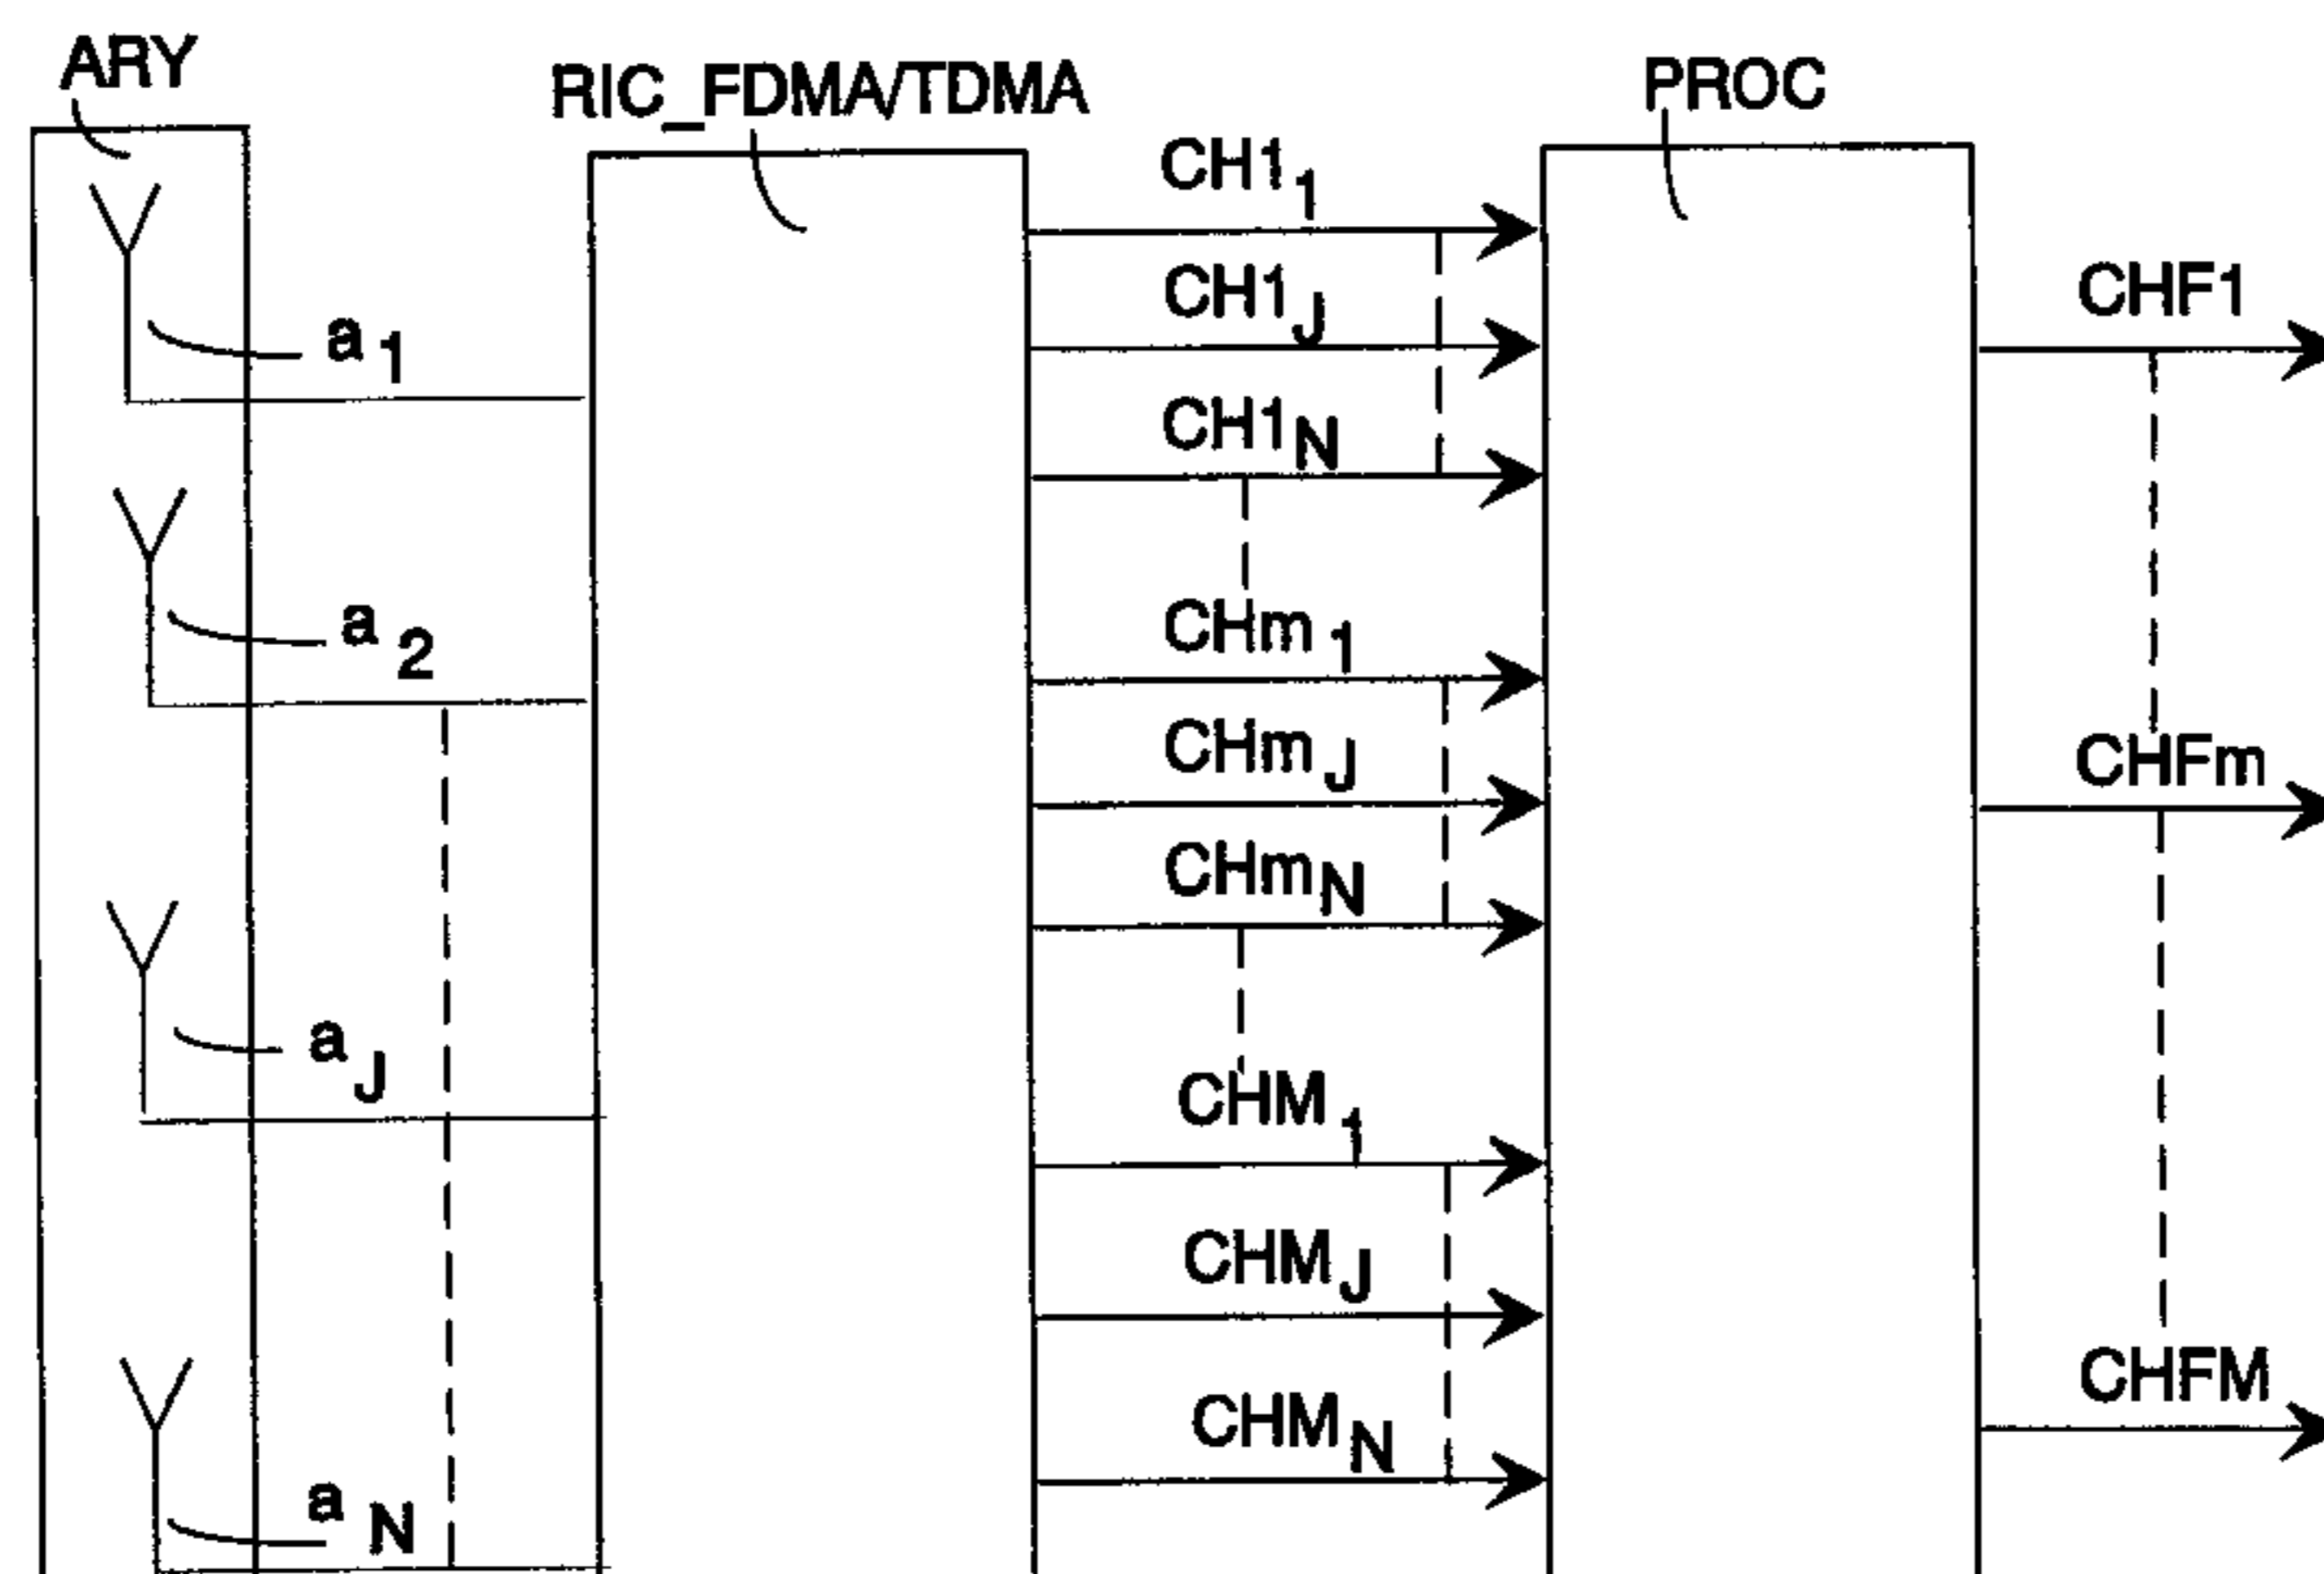 ARY
RIC_FDMA/TDMA
PROC
a1
a2
aJ
aN
CH11
CH1J
CH1N
CHm1
CHmJ
CHmN
CHM1
CHMJ
CHMN
CHF1
CHFm
CHFM